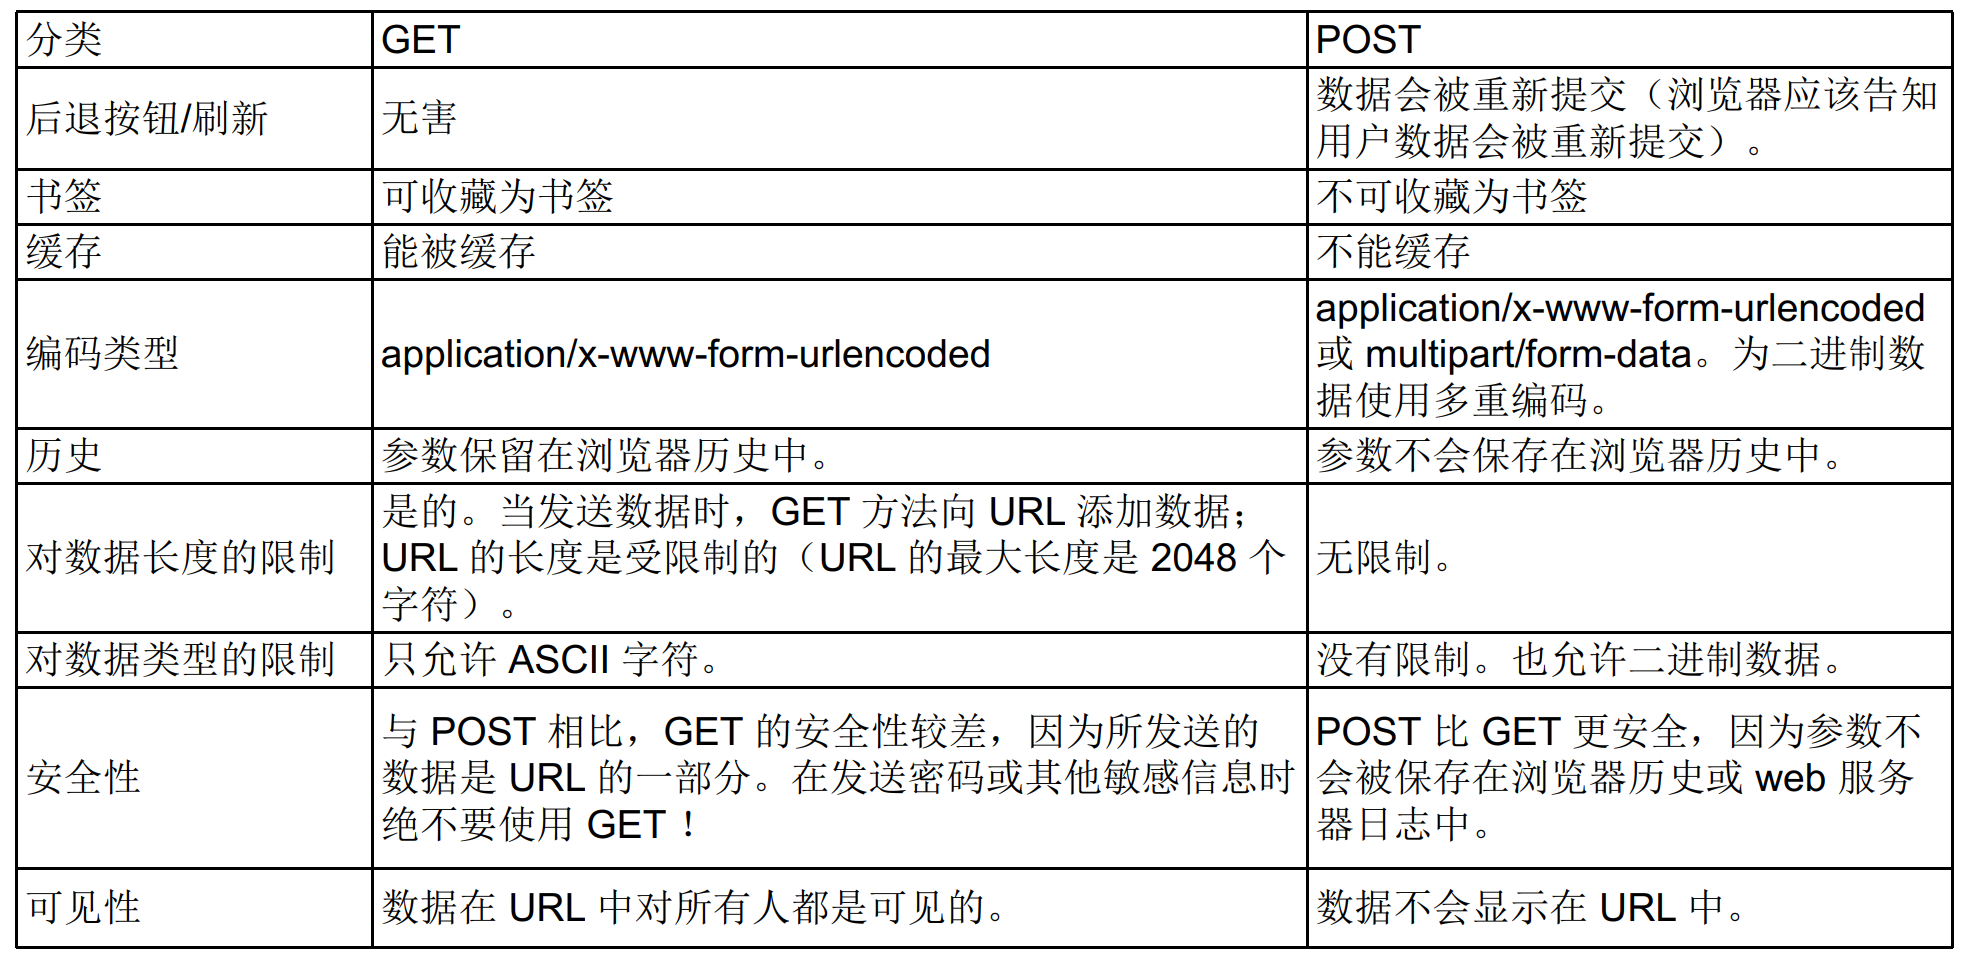 分类
GET
POST
后退按钮/刷新
无害
数据会被重新提交（浏览器应该告知
用户数据会被重新提交）。
书签
可收藏为书签
不可收藏为书签
缓存
能被缓存
不能缓存
编码类型
application/x-www-form-urlencoded
application/x-www-form-urlencoded
或 multipart/form-data。为二进制数
据使用多重编码。
历史
参数保留在浏览器历史中。
参数不会保存在浏览器历史中。
对数据长度的限制
是的。当发送数据时，GET 方法向 URL 添加数据；
URL 的长度是受限制的（URL 的最大长度是 2048 个
字符）。
无限制。
对数据类型的限制
只允许 ASCII 字符。
没有限制。也允许二进制数据。
安全性
与 POST 相比，GET 的安全性较差，因为所发送的
数据是 URL 的一部分。在发送密码或其他敏感信息时
绝不要使用 GET ！
POST 比 GET 更安全，因为参数不
会被保存在浏览器历史或 web 服务
器日志中。
可见性
数据在 URL 中对所有人都是可见的。
数据不会显示在 URL 中。